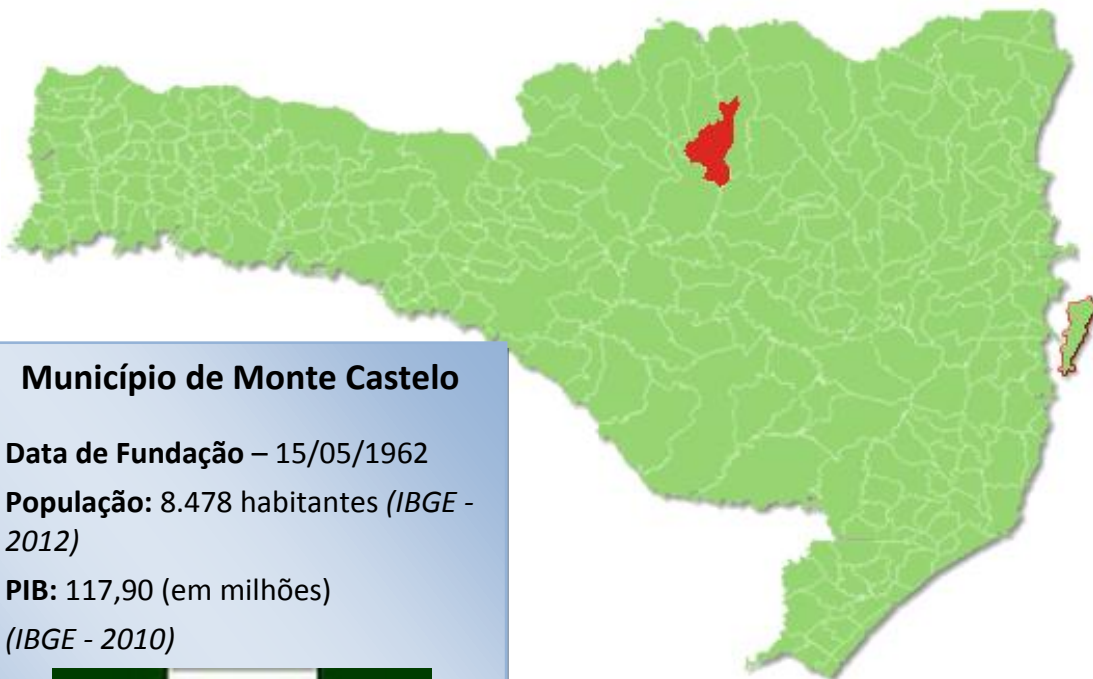 Município de Monte Castelo
Data de Fundação – 15/05/1962
População: 8.478 habitantes (IBGE -
2012)
PIB: 117,90 (em milhões)
(IBGE - 2010)